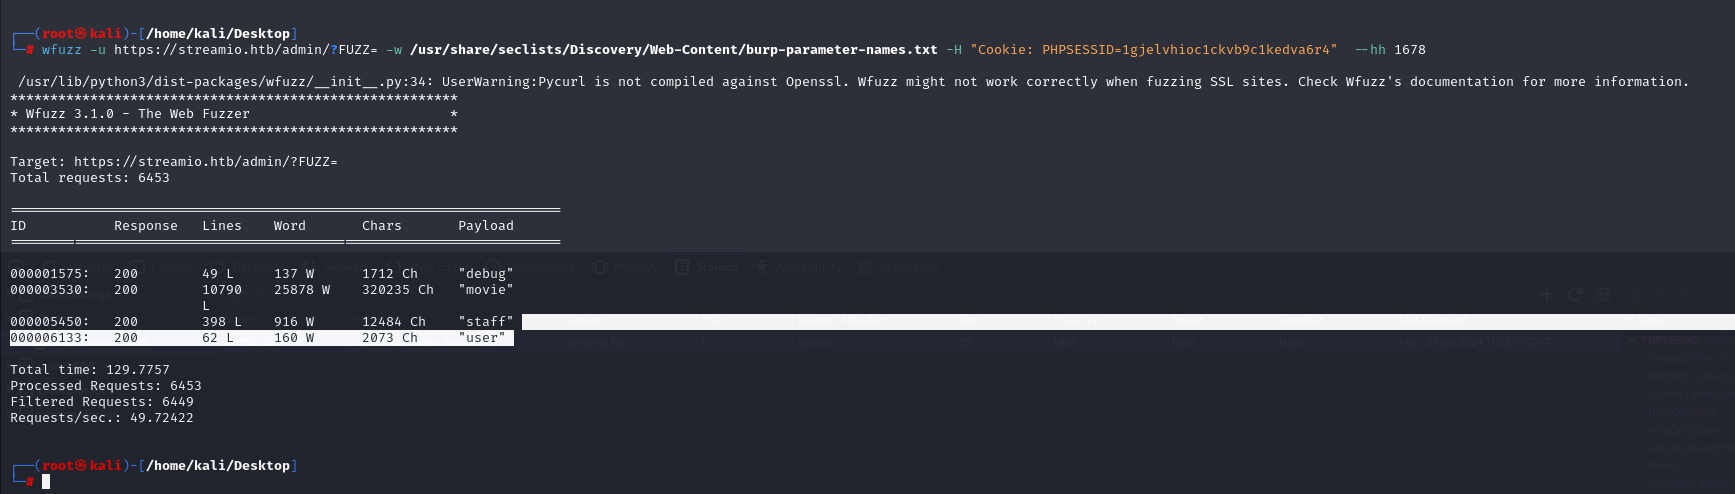 ┌──(root㉿kali)-[/home/kali/Desktop]
└─# wfuzz -u https://streamio.htb/admin/?FUZZ= -w /usr/share/seclists/Discovery/Web-Content/burp-parameter-names.txt -H "Cookie: PHPSESSID=1gjelvhioc1ckvb9c1kedva6r4"  --hh 1678
 /usr/lib/python3/dist-packages/wfuzz/__init__.py:34: UserWarning:Pycurl is not compiled against Openssl. Wfuzz might not work correctly when fuzzing SSL sites. Check Wfuzz's documentation for more information.
********************************************************
* Wfuzz 3.1.0 - The Web Fuzzer                         *
********************************************************
Target: https://streamio.htb/admin/?FUZZ=
Total requests: 6453
=====================================================================
ID           Response   Lines    Word       Chars       Payload
=====================================================================
000001575:   200        49 L     137 W      1712 Ch     "debug"
000003530:   200        10790    25878 W    320235 Ch   "movie"
                        L
000005450:   200        398 L    916 W      12484 Ch    "staff"
000006133:   200        62 L     160 W      2073 Ch     "user"
Total time: 129.7757
Processed Requests: 6453
Filtered Requests: 6449
Requests/sec.: 49.72422
┌──(root㉿kali)-[/home/kali/Desktop]
└─#